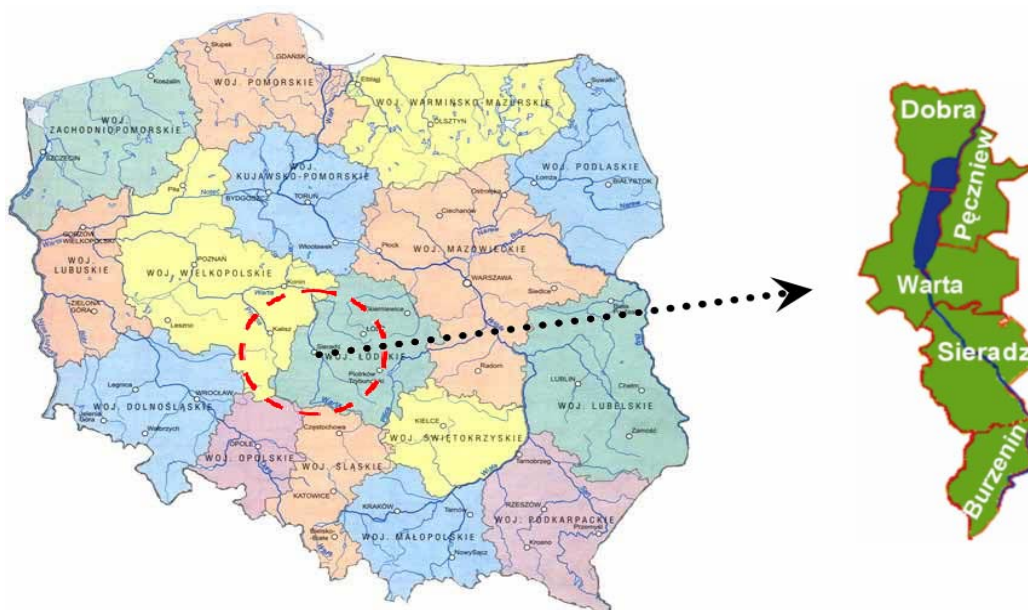 Słupsk
GDAŃSK
Elbląg
Suwałki
Koszalin
WOJ. POMORSKIE
WOJ. WARMIŃSKO-MAZURSKIE
OLSZTYN
WOJ.
ZACHODNIOPOMORSKIE
SZCZECIN
WOJ. PODLASKIE
Łomża
BIAŁYSTOK
Piła
Noteć
WOJ.
KUJAWSKO-POMORSKIE
BYDGOSZCZ
TORUŃ
Ostrołęka
Narew
Ciechanów
Włocławek
Płock
Narew
Bug
WOJ. MAZOWIECKIE
Warta
GORZÓW
WIELKOPOLSKI
WOJ.
LUBUSKIE
POZNAŃ
WOJ. WIELKOPOLSKIE
Konin
Warta
WARSZAWA
Siedlce
ZIELONA
GÓRA
Leszno
Kalisz
Skierniewice
Sieradz
WOJ. ŁÓDZKIE
Piotrków
Trybunalski
Radom
Bug
LUBLIN
Chełm
WOJ. LUBELSKIE
Zamość
Legnica
WROCŁAW
WOJ. DOLNOŚLĄSKIE
Jelenia
Góra
Wałbrzych
Warta
KIELCE
WOJ. ŚWIĘTOKRZYSKIE
Częstochowa
OPOLE
WOJ. OPOLSKIE
WOJ. ŚLĄSKIE
KATOWICE
Tarnobrzeg
Bielsko-
Biała
KRAKÓW
Tarnów
WOJ. MAŁOPOLSKIE
Nowy Sącz
RZESZÓW
Przemyśl
WOJ. PODKARPACKIE
Krosno
Dobra
Pęczniew
Warta
Sieradz
Burzenin